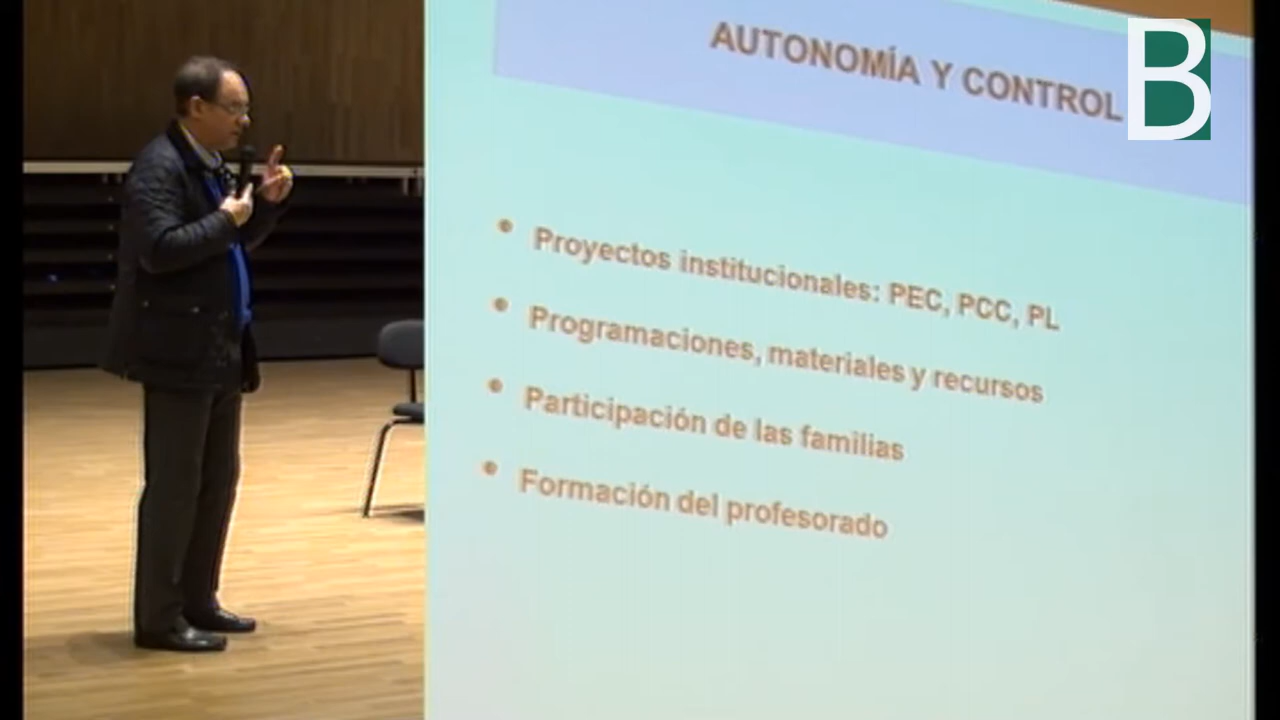 AUTONOMÍA Y CONTROL
B
Proyectos institucionales: PEC, PCC, PL
Programaciones, materiales y recursos
Participación de las familias
Formación del profesorado